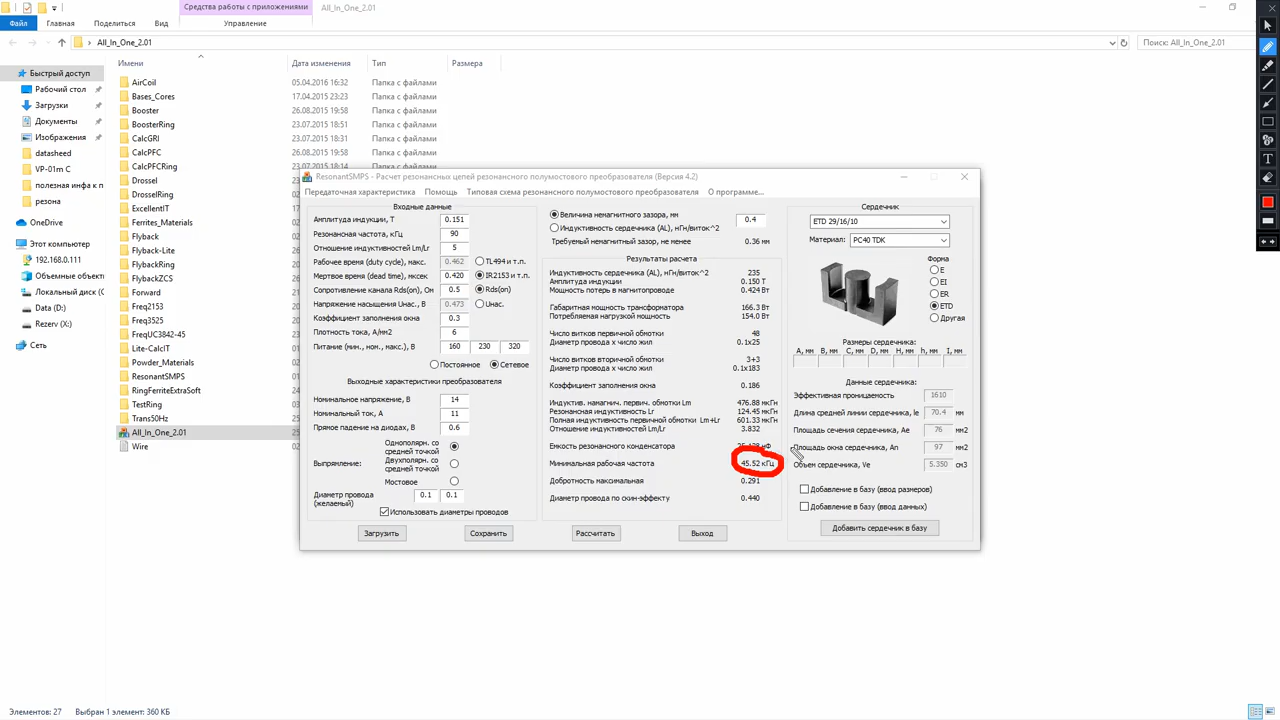 Средства работы с приложениями
All_In_One_2.01
Файл
Главная
Поделиться
Вид
Управление
All_In_One_2.01
Поиск: All_In_One_2.01
Быстрый доступ
Рабочий стол
Загрузки
Документы
Изображения
datasheed
VP-01m C
полезная инфа к п
резона
OneDrive
Этот компьютер
192.168.0.111
Объемные объекты
Локальный диск (C
Data (D:)
Rezerv (X:)
Сеть
Имени
Дата изменения
Тип
Размера
AirCoil 05.04.2016 16:32 Папка с файлами
Bases_Cores 17.04.2015 23:23 Папка с файлами
Booster 26.08.2015 19:58 Папка с файлами
BoosterRing 23.07.2015 18:51 Папка с файлами
CalcGRI 23.07.2015 18:31 Папка с файлами
CalcPFC 26.08.2015 19:58 Папка с файлами
CalcPFCRing 23.07.2015 18:14 Папка с файлами
Drossel
DrosselRing
ExcellentIT
Ferrites_Materials
Flyback
Flyback-Lite
FlybackRing
FlybackZCS
Forward
Freq2153
Freq3525
FreqUC3842-45
Lite-CalcIT
Powder_Materials
ResonantSMPS
RingFerriteExtraSoft
TestRing
Trans50Hz
All_In_One_2.01
Wire
ResonantSMPS - Расчет резонансных цепей резонансного полумостового преобразователя (Версия 4.2)
Передаточная характеристика
Помощь
Типовая схема резонансного полумостового преобразователя
О программе...
Входные данные
Амплитуда индукции, Т 0.151
Резонансная частота, кГц 90
Отношение индуктивностей Lm/Lr 5
Рабочее время (duty cycle), макс. 0.462 TL494 и т.п.
Мертвое время (dead time), мксек 0.420 IR2153 и т.п.
Сопротивление канала Rds(on), Ом 0.5 Rds(on)
Напряжение насыщения Uнас., В 0.473 Uнас.
Коэффициент заполнения окна 0.3
Плотность тока, А/мм2 6
Питание (мин., ном., макс.), В 160 230 320
Постоянное Сетевое
Выходные характеристики преобразователя
Номинальное напряжение, В 14
Номинальный ток, А 11
Прямое падение на диодах, В 0.6
Выпрямление:
Однополярн. со
средней точкой
Двухполярн. со
средней точкой
Мостовое
Диаметр провода
(желаемый) 0.1 0.1
Использовать диаметры проводов
Загрузить
Сохранить
Величина немагнитного зазора, мм 0.4
Индуктивность сердечника (AL), нГн/виток^2
Требуемый немагнитный зазор, не менее 0.36 мм
Результаты расчета
Индуктивность сердечника (AL), нГн/виток^2 235
Амплитуда индукции 0.150 Т
Мощность потерь в магнитопроводе 0.424 Вт
Габаритная мощность трансформатора 166.3 Вт
Потребляемая нагрузкой мощность 154.0 Вт
Число витков первичной обмотки 48
Диаметр провода х число жил 0.1x25
Число витков вторичной обмотки 3+3
Диаметр провода х число жил 0.1x183
Коэффициент заполнения окна 0.186
Индуктив. намагнич. первич. обмотки Lm 476.88 мкГн
Резонансная индуктивность Lr 124.45 мкГн
Полная индуктивность первичной обмотки Lm+Lr 601.33 мкГн
Отношение индуктивностей Lm/Lr 3.832
Емкость резонансного конденсатора
Минимальная рабочая частота 45.52 кГц
Добротность максимальная 0.291
Диаметр провода по скин-эффекту 0.440
Рассчитать
Выход
Сердечник
ETD 29/16/10
Материал: PC40 TDK
Форма
E
EI
ER
ETD
Другая
Размеры сердечника:
A, мм B, мм C, мм D, мм H, мм h, мм I, мм
Данные сердечника:
Эффективная проницаемость 1610
Длина средней линии сердечника, le 70.4 мм
Площадь сечения сердечника, Ae 76 мм2
Площадь окна сердечника, An 97 мм2
Объем сердечника, Ve 5.350 см3
Добавление в базу (ввод размеров)
Добавление в базу (ввод данных)
Добавить сердечник в базу
Элементов: 27
Выбран 1 элемент: 360 КБ